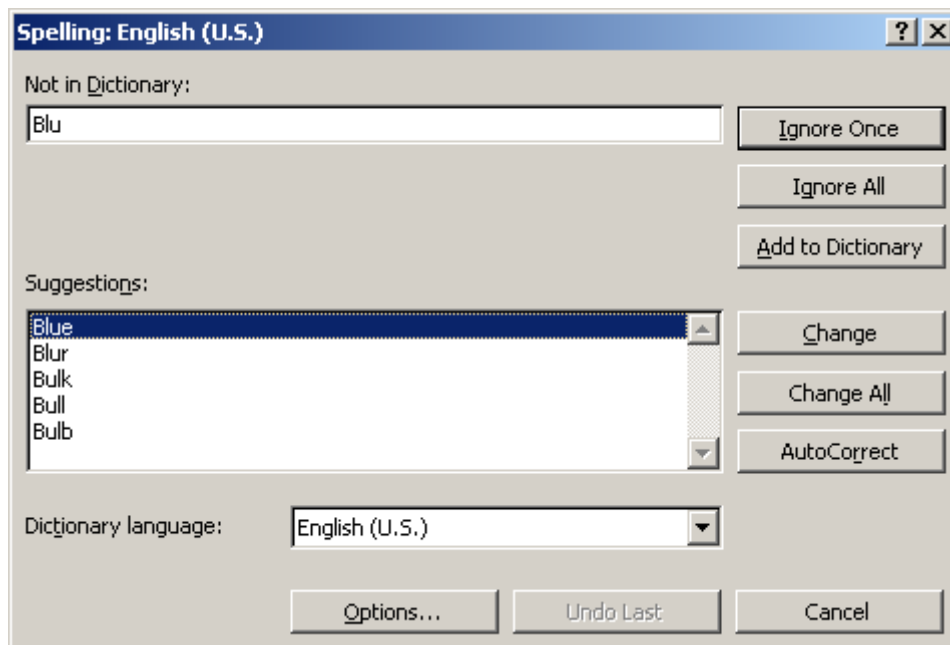 Spelling: English (U.S.)
Not in Dictionary:
Blu
Ignore Once
Ignore All
Add to Dictionary
Suggestions:
Blue
Blur
Bulk
Bull
Bulb
Change
Change All
AutoCorrect
Dictionary language:
English (U.S.)
Options...
Undo Last
Cancel